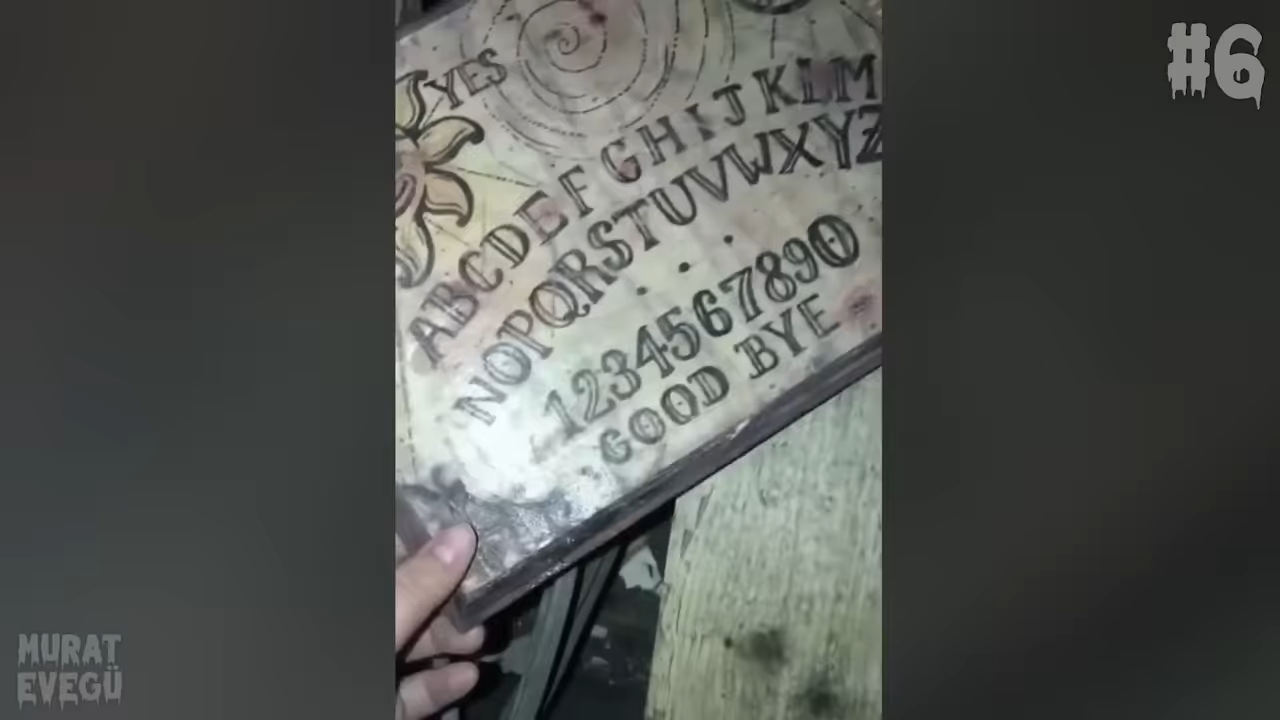 #6
YES
ABCDEFGHIJKLM
NOPQRSTUVWXYZ
1234567890
GOOD BYE
MURAT
EVEGÜ